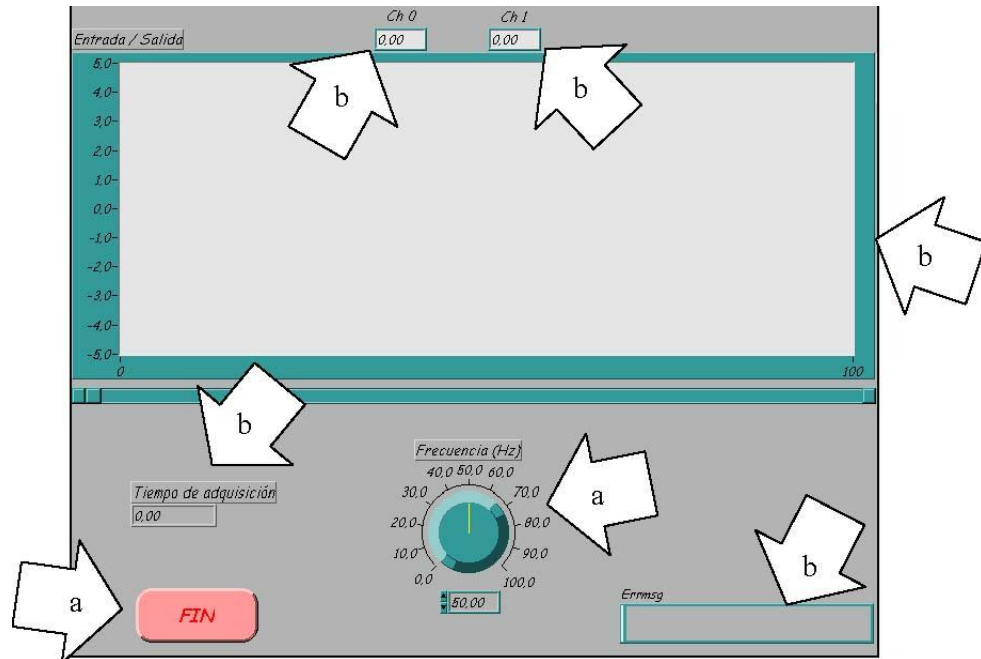 Ch 0
Ch 1
Entrada / Salida
0,00
0,00
5,0
4,0
3,0
2,0
1,0
0,0
-1,0
-2,0
-3,0
-4,0
-5,0
0
100
b
b
b
b
Frecuencia (Hz)
40,0 50,0 60,0
30,0
70,0
20,0
80,0
10,0
90,0
0,0
100,0
50,00
a
Tiempo de adquisición
0,00
b
a
FIN
Errmsg